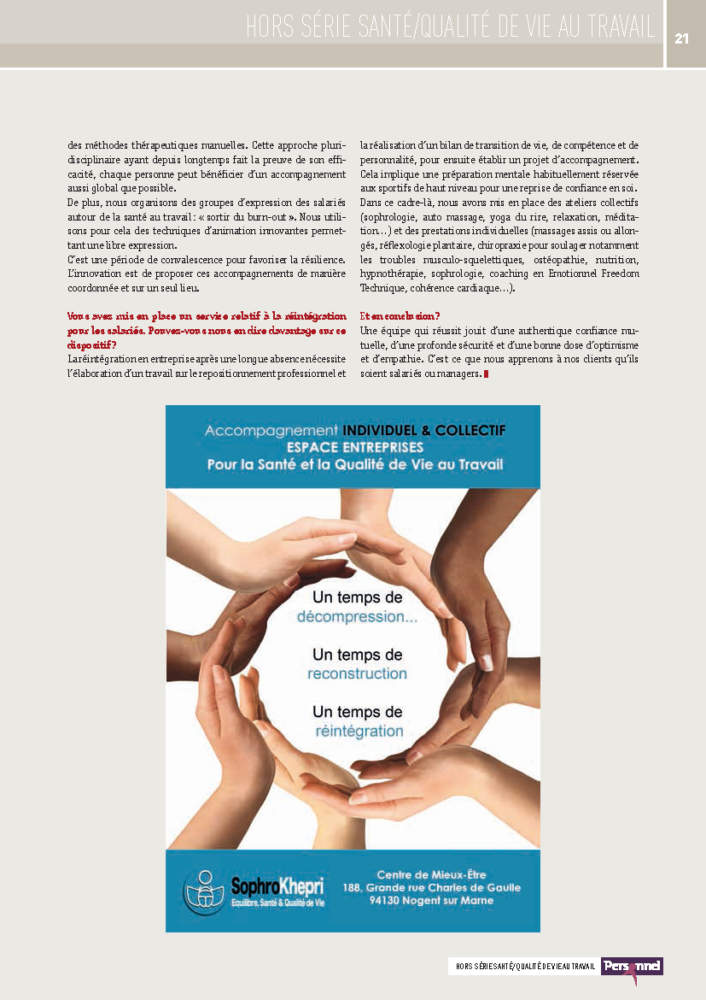 HORS SÉRIE SANTÉ/QUALITÉ DE VIE AU TRAVAIL
21
des méthodes thérapeutiques manuelles. Cette approche pluri-
disciplinaire ayant depuis longtemps fait la preuve de son effi-
cacité, chaque personne peut bénéficier d'un accompagnement
aussi global que possible.
De plus, nous organisons des groupes d'expression des salariés
autour de la santé au travail : « sortir du burn-out ». Nous utili-
sons pour cela des techniques d'animation innovantes permet-
tant une libre expression.
C'est une période de convalescence pour favoriser la résilience.
L'innovation est de proposer ces accompagnements de manière
coordonnée et sur un seul lieu.
Vous avez mis en place un service relatif à la réintégration
pour les salariés. Pouvez-vous nous en dire davantage sur ce
dispositif ?
La réintégration en entreprise après une longue absence nécessite
l'élaboration d'un travail sur le repositionnement professionnel et
la réalisation d'un bilan de transition de vie, de compétence et de
personnalité, pour ensuite établir un projet d'accompagnement.
Cela implique une préparation mentale habituellement réservée
aux sportifs de haut niveau pour une reprise de confiance en soi.
Dans ce cadre-là, nous avons mis en place des ateliers collectifs
(sophrologie, auto massage, yoga du rire, relaxation, médita-
tion…) et des prestations individuelles (massages assis ou allon-
gés, réflexologie plantaire, chiropraxie pour soulager notamment
les troubles musculo-squelettiques, ostéopathie, nutrition,
hypnothérapie, sophrologie, coaching en Emotionnel Freedom
Technique, cohérence cardiaque…).
Et en conclusion ?
Une équipe qui réussit jouit d'une authentique confiance mu-
tuelle, d'une profonde sécurité et d'une bonne dose d'optimisme
et d'empathie. C'est ce que nous apprenons à nos clients qu'ils
soient salariés ou managers.
Accompagnement INDIVIDUEL & COLLECTIF
ESPACE ENTREPRISES
Pour la Santé et la Qualité de Vie au Travail
Un temps de
décompression...
Un temps de
reconstruction
Un temps de
réintégration
SophroKhepri
Equilibre, Santé & Qualité de Vie
Centre de Mieux-Être
188, Grande rue Charles de Gaulle
94130 Nogent sur Marne
HORS SÉRIE SANTÉ/QUALITÉ DE VIE AU TRAVAIL
Personnel